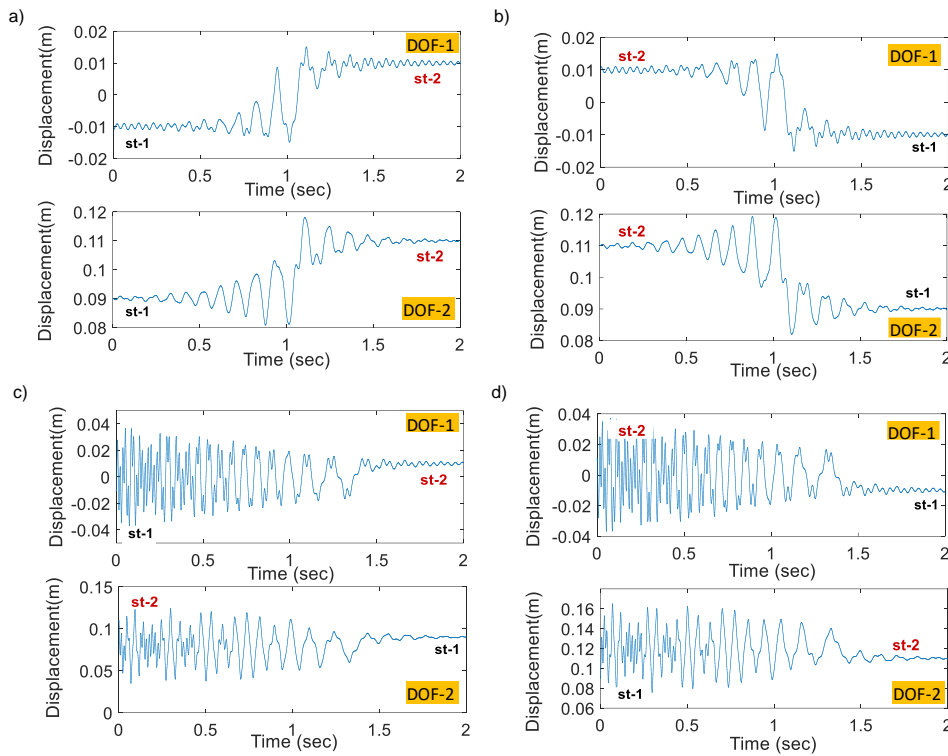 a)
Displacement(m)
0.02
0.01
0
-0.01
-0.02
DOF-1
st-2
st-1
0
0.5
1
1.5
2
Time (sec)
Displacement(m)
0.12
0.11
0.1
0.09
0.08
st-2
st-1
DOF-2
0
0.5
1
1.5
2
Time (sec)
b)
Displacement(m)
0.02
0.01
0
-0.01
-0.02
DOF-1
st-2
st-1
0
0.5
1
1.5
2
Time (sec)
Displacement(m)
0.12
0.11
0.1
0.09
0.08
st-2
st-1
DOF-2
0
0.5
1
1.5
2
Time (sec)
c)
Displacement(m)
0.04
0.02
0
-0.02
-0.04
DOF-1
st-2
st-1
0
0.5
1
1.5
2
Time (sec)
Displacement(m)
0.15
0.1
0.05
0
st-2
st-1
DOF-2
0
0.5
1
1.5
2
Time (sec)
d)
Displacement(m)
0.04
0.02
0
-0.02
-0.04
st-2
DOF-1
st-1
0
0.5
1
1.5
2
Time (sec)
Displacement(m)
0.16
0.14
0.12
0.1
0.08
0.06
st-2
st-1
DOF-2
0
0.5
1
1.5
2
Time (sec)